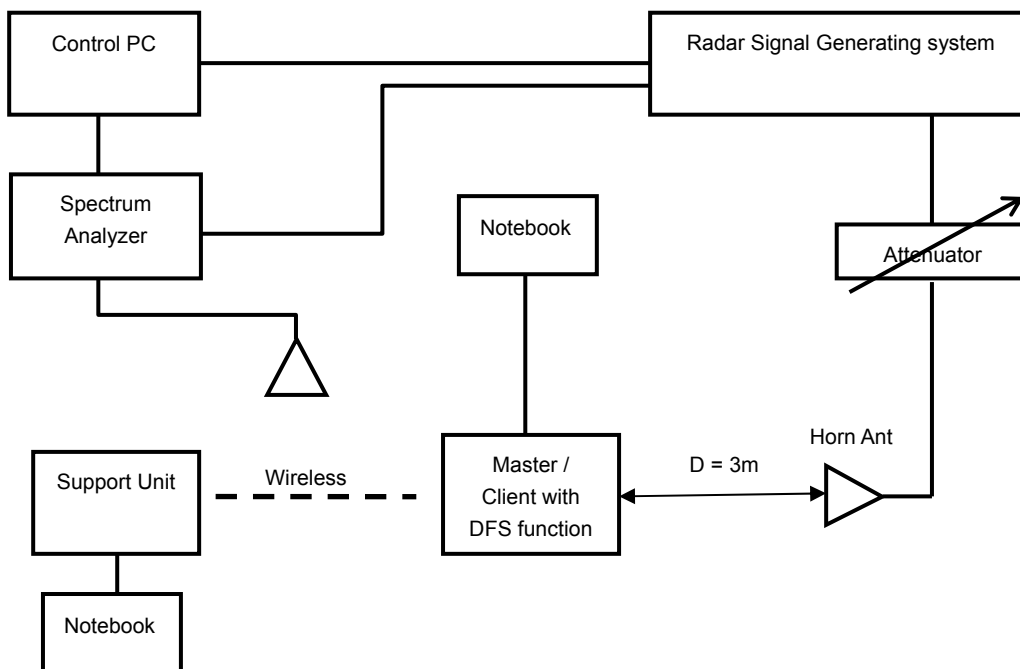 Control PC
Radar Signal Generating system
Spectrum
Analyzer
Notebook
Attenuator
Horn Ant
D = 3m
Master /
Client with
DFS function
Wireless
Support Unit
Notebook